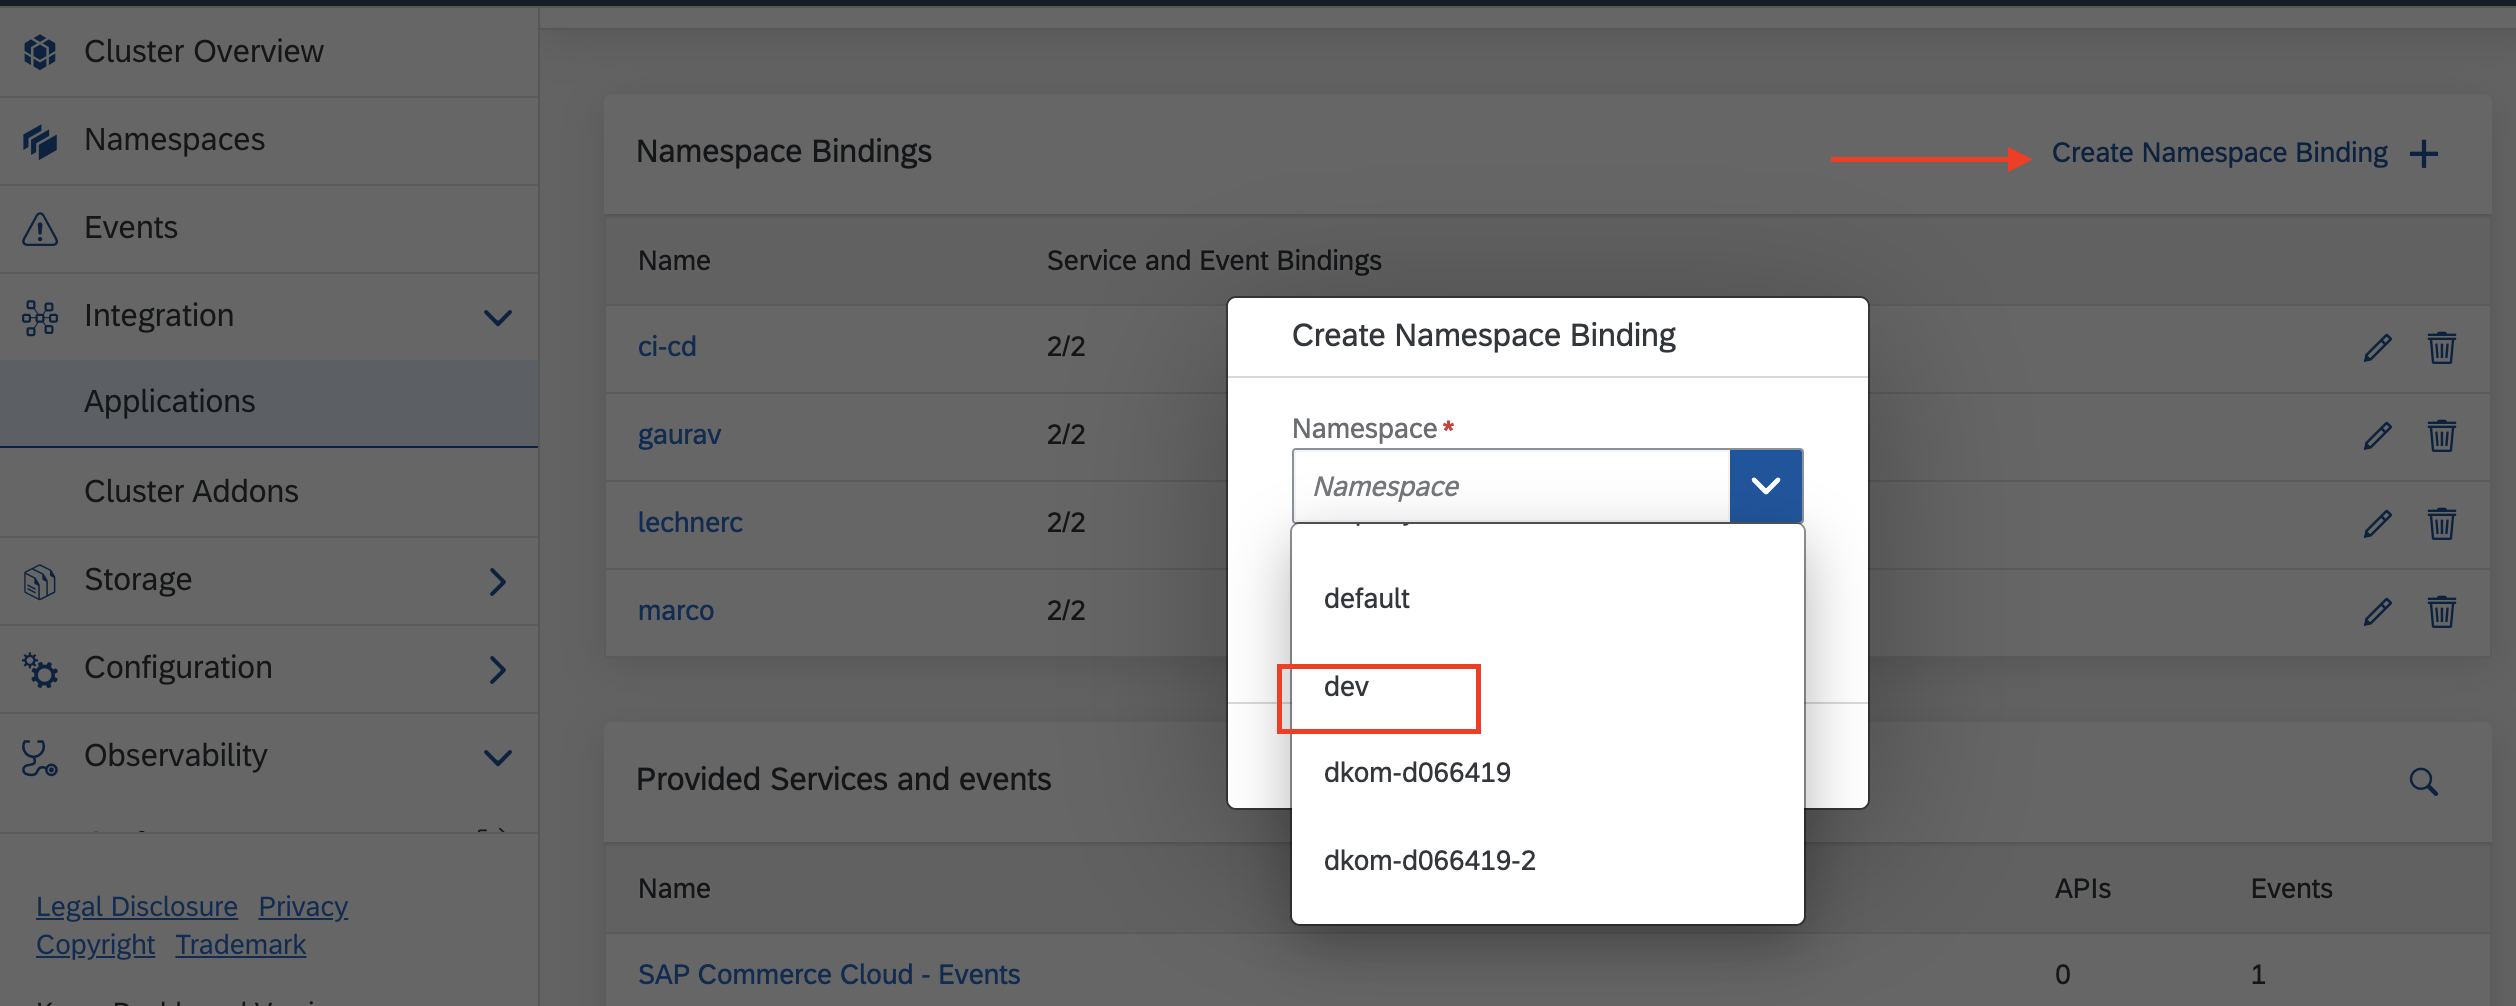 Cluster Overview
Namespaces
Events
Integration
Applications
Cluster Addons
Storage
Configuration
Observability
Legal Disclosure Privacy
Copyright Trademark
Namespace Bindings
Create Namespace Binding
Name Service and Event Bindings
ci-cd 2/2
gaurav 2/2
lechnerc 2/2
marco 2/2
Create Namespace Binding
Namespace*
Namespace
default
dev
dkom-d066419
dkom-d066419-2
Provided Services and events
Name APIs Events
SAP Commerce Cloud - Events 0 1